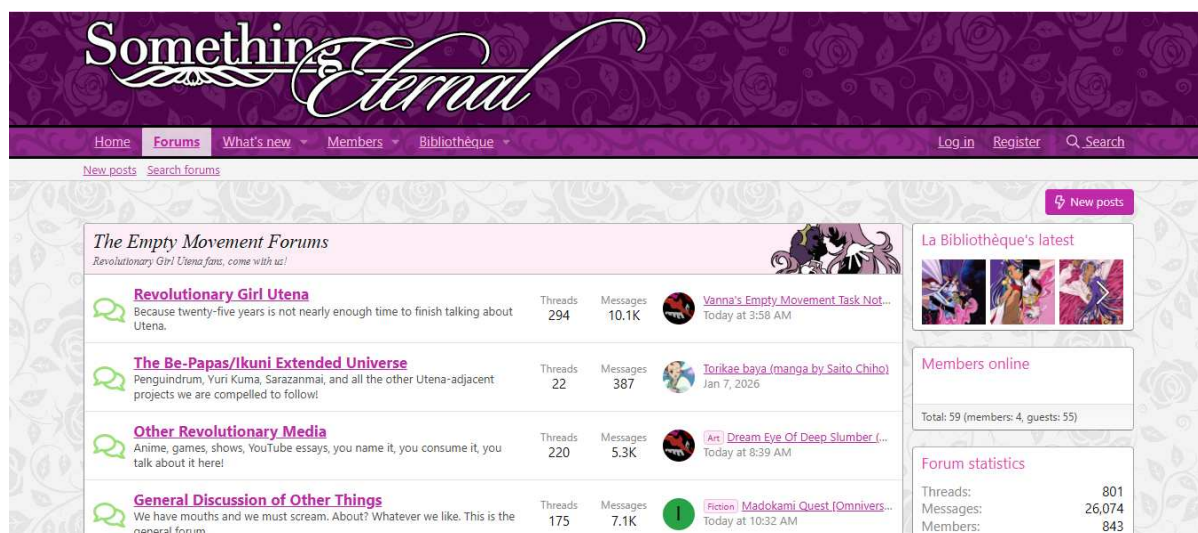 Something Eternal
Home Forums What's new Members Bibliothèque Log in Register Search
New posts Search forums
New posts
The Empty Movement Forums
Revolutionary Girl Utena fans, come with us!
Revolutionary Girl Utena
Because twenty-five years is not nearly enough time to finish talking about
Utena.
Threads Messages
294 10.1K
Vanna's Empty Movement Task Not...
Today at 3:58 AM
The Be-Papas/Ikuni Extended Universe
Penguindrum, Yuri Kuma, Sarazanmai, and all the other Utena-adjacent
projects we are compelled to follow!
Threads Messages
22 387
Torikae baya (manga by Saito Chiho)
Jan 7, 2026
Other Revolutionary Media
Anime, games, shows, YouTube essays, you name it, you consume it, you
talk about it here!
Threads Messages
220 5.3K
Art Dream Eye Of Deep Slumber (...
Today at 8:39 AM
General Discussion of Other Things
We have mouths and we must scream. About? Whatever we like. This is the
general forum
Threads Messages
175 7.1K
I
Fiction Madokami Quest [Omnivers...
Today at 10:32 AM
La Bibliothèque's latest
Members online
Total: 59 (members: 4, guests: 55)
Forum statistics
Threads: 801
Messages: 26,074
Members: 843